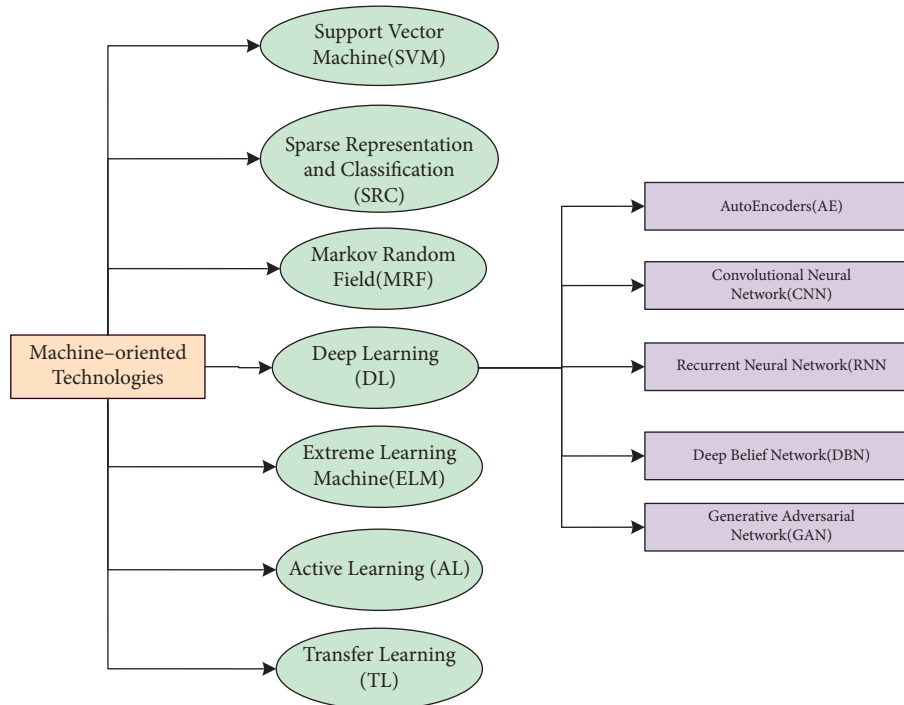 Support Vector
Machine(SVM)
Sparse Representation
and Classification
(SRC)
Markov Random
Field(MRF)
Machine–oriented
Technologies
Deep Learning
(DL)
Extreme Learning
Machine(ELM)
Active Learning (AL)
Transfer Learning
(TL)
AutoEncoders(AE)
Convolutional Neural
Network(CNN)
Recurrent Neural Network(RNN
Deep Belief Network(DBN)
Generative Adversarial
Network(GAN)